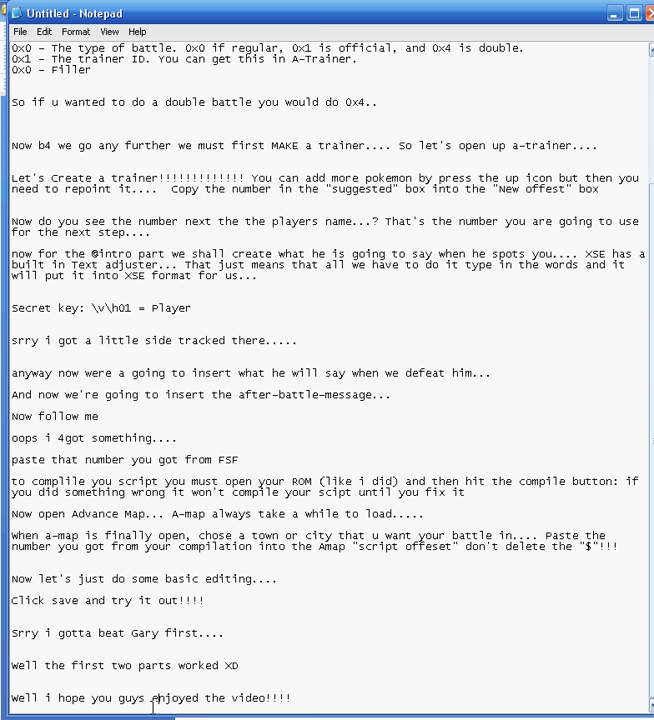 Untitled - Notepad
File Edit Format View Help
0x0 - The type of battle. 0x0 if regular, 0x1 is official, and 0x4 is double.
0x1 - The trainer ID. You can get this in A-Trainer.
0x0 - Filler
So if u wanted to do a double battle you would do 0x4..
Now b4 we go any further we must first MAKE a trainer.... So let's open up a-trainer....
Let's Create a trainer!!!!!!!!!!!!! You can add more pokemon by press the up icon but then you
need to repoint it.... Copy the number in the "suggested" box into the "New offest" box
Now do you see the number next the the players name...? That's the number you are going to use
for the next step....
now for the @intro part we shall create what he is going to say when he spots you.... XSE has a
built in Text adjuster... That just means that all we have to do it type in the words and it
will put it into XSE format for us...
Secret key: \v\h01 = Player
srry i got a little side tracked there.....
anyway now were a going to insert what he will say when we defeat him...
And now we're going to insert the after-battle-message...
Now follow me
oops i 4got something....
paste that number you got from FSF
to complile you script you must open your ROM (like i did) and then hit the compile button: if
you did something wrong it won't compile your scipt until you fix it
Now open Advance Map... A-map always take a while to load.....
When a-map is finally open, chose a town or city that u want your battle in.... Paste the
number you got from your compilation into the Amap "script offeset" don't delete the "$"!!!
Now let's just do some basic editing....
Click save and try it out!!!!
Srry i gotta beat Gary first....
Well the first two parts worked XD
Well i hope you guys enjoyed the video!!!!